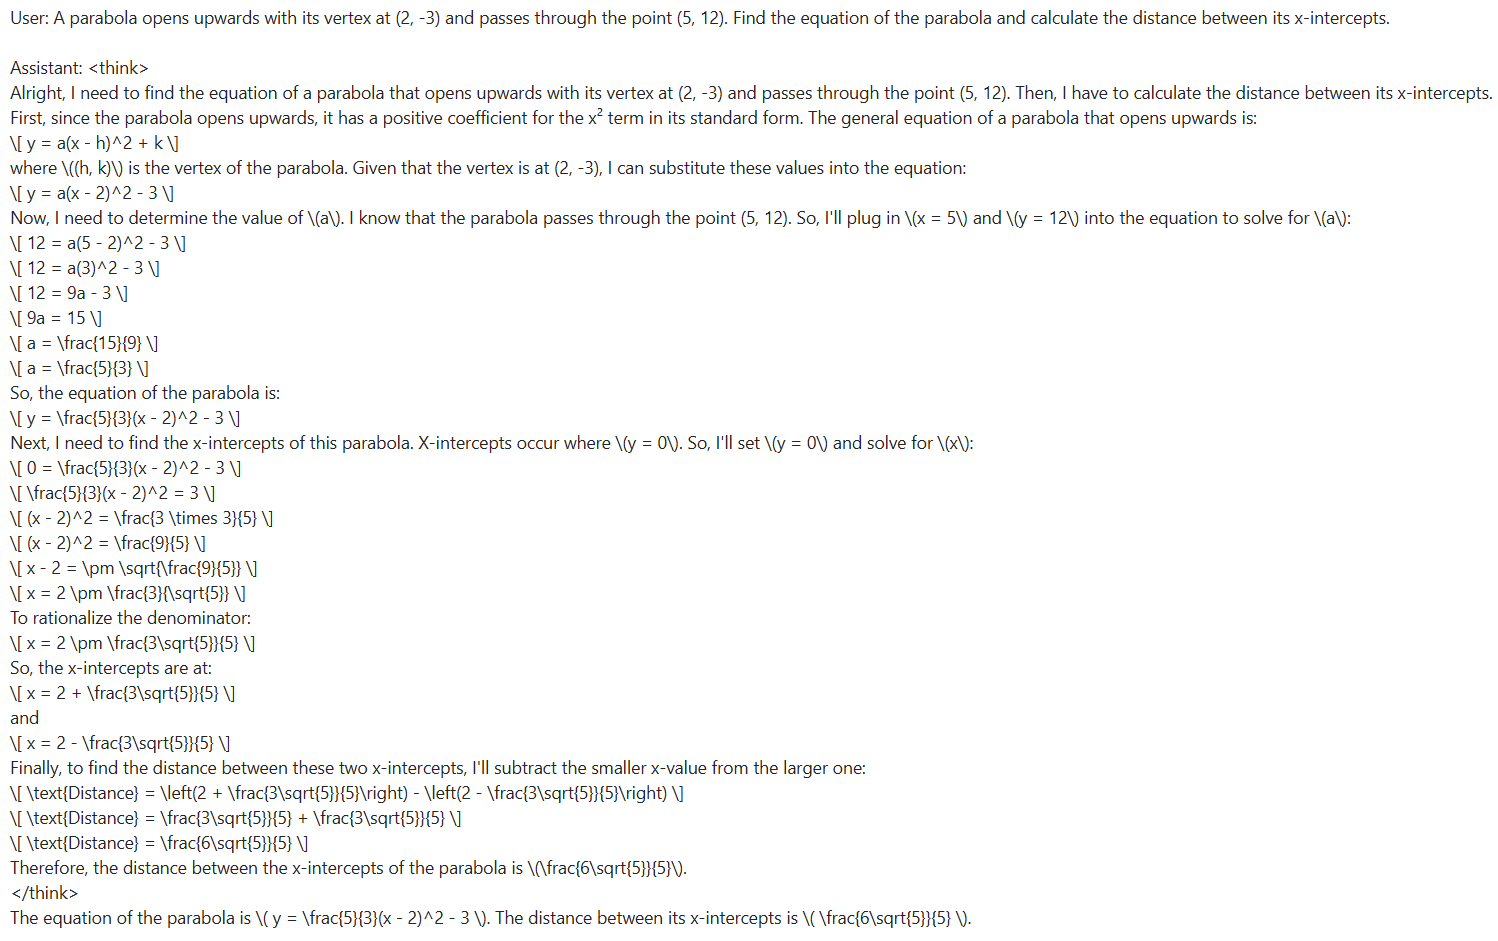 User: A parabola opens upwards with its vertex at (2, -3) and passes through the point (5, 12). Find the equation of the parabola and calculate the distance between its x-intercepts.
Assistant: <think>
Alright, I need to find the equation of a parabola that opens upwards with its vertex at (2, -3) and passes through the point (5, 12). Then, I have to calculate the distance between its x-intercepts.
First, since the parabola opens upwards, it has a positive coefficient for the x² term in its standard form. The general equation of a parabola that opens upwards is:
\[ y = a(x - h)^2 + k \]
where \((h, k)\) is the vertex of the parabola. Given that the vertex is at (2, -3), I can substitute these values into the equation:
\[ y = a(x - 2)^2 - 3 \]
Now, I need to determine the value of \(a\). I know that the parabola passes through the point (5, 12). So, I'll plug in \(x = 5\) and \(y = 12\) into the equation to solve for \(a\):
\[ 12 = a(5 - 2)^2 - 3 \]
\[ 12 = a(3)^2 - 3 \]
\[ 12 = 9a - 3 \]
\[ 9a = 15 \]
\[ a = \frac{15}{9} \]
\[ a = \frac{5}{3} \]
So, the equation of the parabola is:
\[ y = \frac{5}{3}(x - 2)^2 - 3 \]
Next, I need to find the x-intercepts of this parabola. X-intercepts occur where \(y = 0\). So, I'll set \(y = 0\) and solve for \(x\):
\[ 0 = \frac{5}{3}(x - 2)^2 - 3 \]
\[ \frac{5}{3}(x - 2)^2 = 3 \]
\[ (x - 2)^2 = \frac{3 \times 3}{5} \]
\[ (x - 2)^2 = \frac{9}{5} \]
\[ x - 2 = \pm \sqrt{\frac{9}{5}} \]
\[ x = 2 \pm \frac{3}{\sqrt{5}} \]
To rationalize the denominator:
\[ x = 2 \pm \frac{3\sqrt{5}}{5} \]
So, the x-intercepts are at:
\[ x = 2 + \frac{3\sqrt{5}}{5} \]
and
\[ x = 2 - \frac{3\sqrt{5}}{5} \]
Finally, to find the distance between these two x-intercepts, I'll subtract the smaller x-value from the larger one:
\[ \text{Distance} = \left(2 + \frac{3\sqrt{5}}{5}\right) - \left(2 - \frac{3\sqrt{5}}{5}\right) \]
\[ \text{Distance} = \frac{3\sqrt{5}}{5} + \frac{3\sqrt{5}}{5} \]
\[ \text{Distance} = \frac{6\sqrt{5}}{5} \]
Therefore, the distance between the x-intercepts of the parabola is \(\frac{6\sqrt{5}}{5}\).
</think>
The equation of the parabola is \( y = \frac{5}{3}(x - 2)^2 - 3 \). The distance between its x-intercepts is \( \frac{6\sqrt{5}}{5} \).